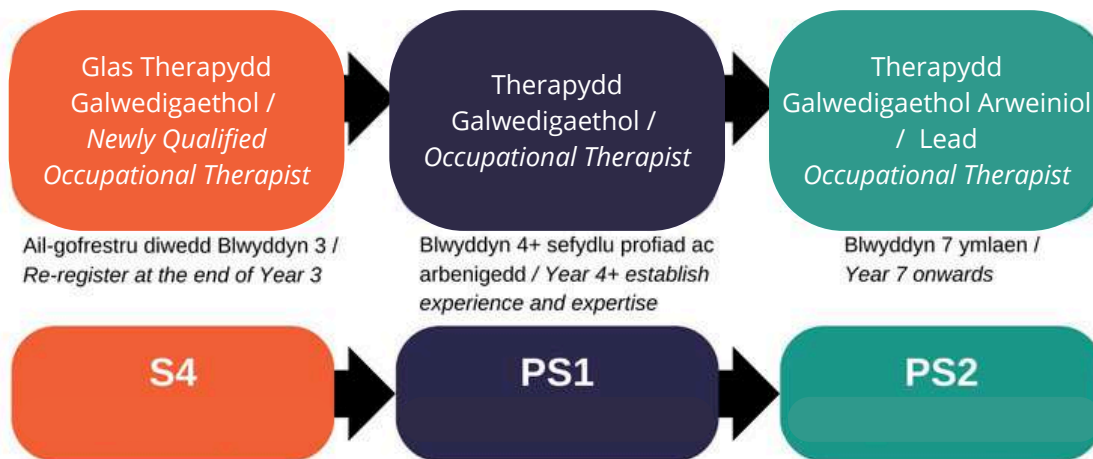 Glas Therapydd
Galwedigaethol /
Newly Qualified
Occupational Therapist
Therapydd
Galwedigaethol /
Occupational Therapist
Therapydd
Galwedigaethol Arweiniol
/ Lead
Occupational Therapist
Ail-gofrestru diwedd Blwyddyn 3 /
Re-register at the end of Year 3
Blwyddyn 4+ sefydlu profiad ac
arbenigedd / Year 4+ establish
experience and expertise
Blwyddyn 7 ymlaen /
Year 7 onwards
S4
PS1
PS2